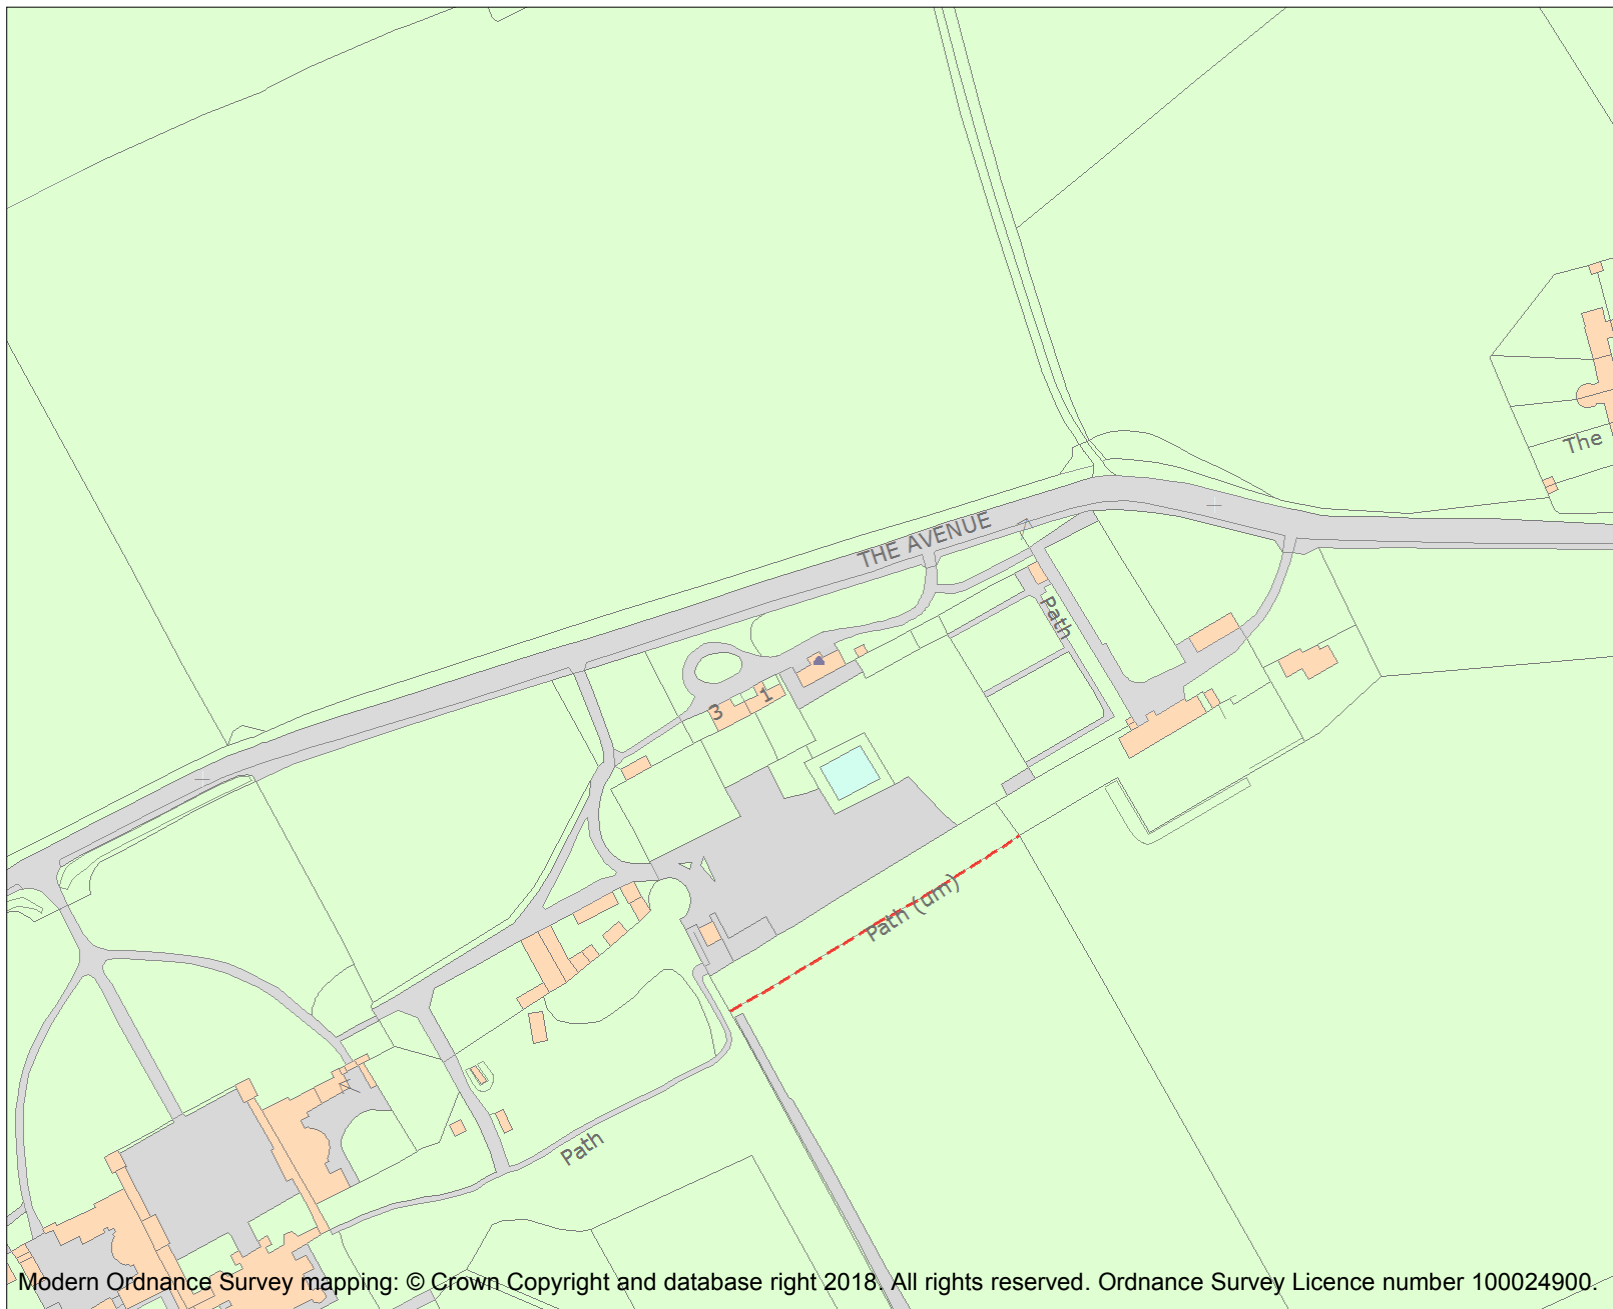 The
THE AVENUE
Path
3
1
Path (um)
Path
Modern Ordnance Survey mapping: © Crown Copyright and database right 2018. All rights reserved. Ordnance Survey Licence number 100024900.